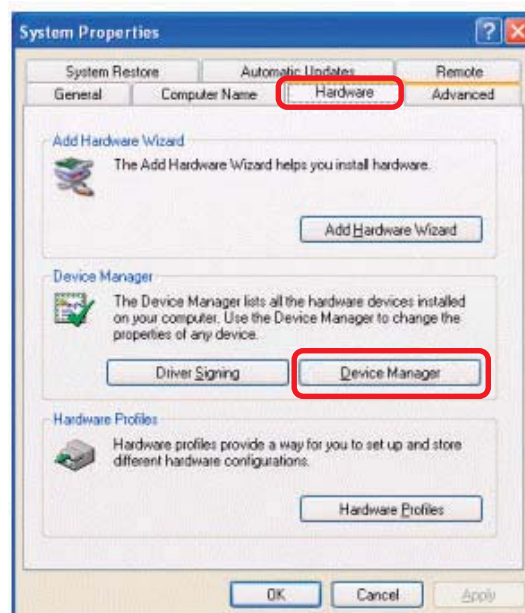 System Properties
System Restore Automatic Updates Remote
General Computer Name Hardware Advanced
Add Hardware Wizard
The Add Hardware Wizard helps you install hardware.
Add Hardware Wizard
Device Manager
The Device Manager lists all the hardware devices installed
on your computer. Use the Device Manager to change the
properties of any device.
Driver Signing Device Manager
Hardware Profiles
Hardware profiles provide a way for you to set up and store
different hardware configurations.
Hardware Profiles
OK Cancel Apply